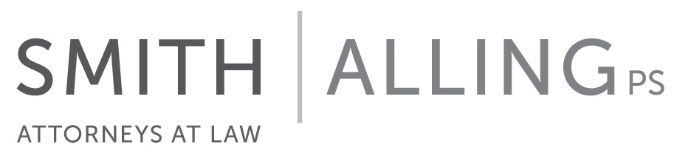 SMITH | ALLING PS
ATTORNEYS AT LAW